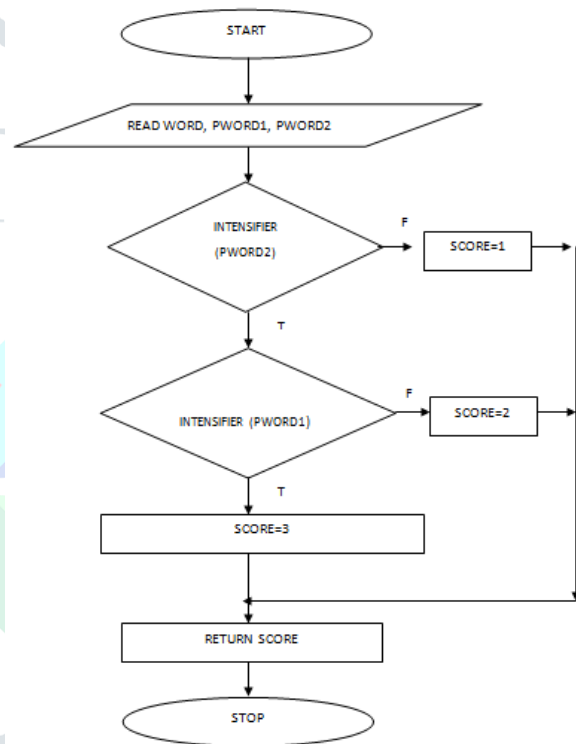 START
READ WORD, PWORD1, PWORD2
INTENSIFIER
(PWORD2)
F
SCORE=1
T
INTENSIFIER (PWORD1)
F
SCORE=2
T
SCORE=3
RETURN SCORE
STOP